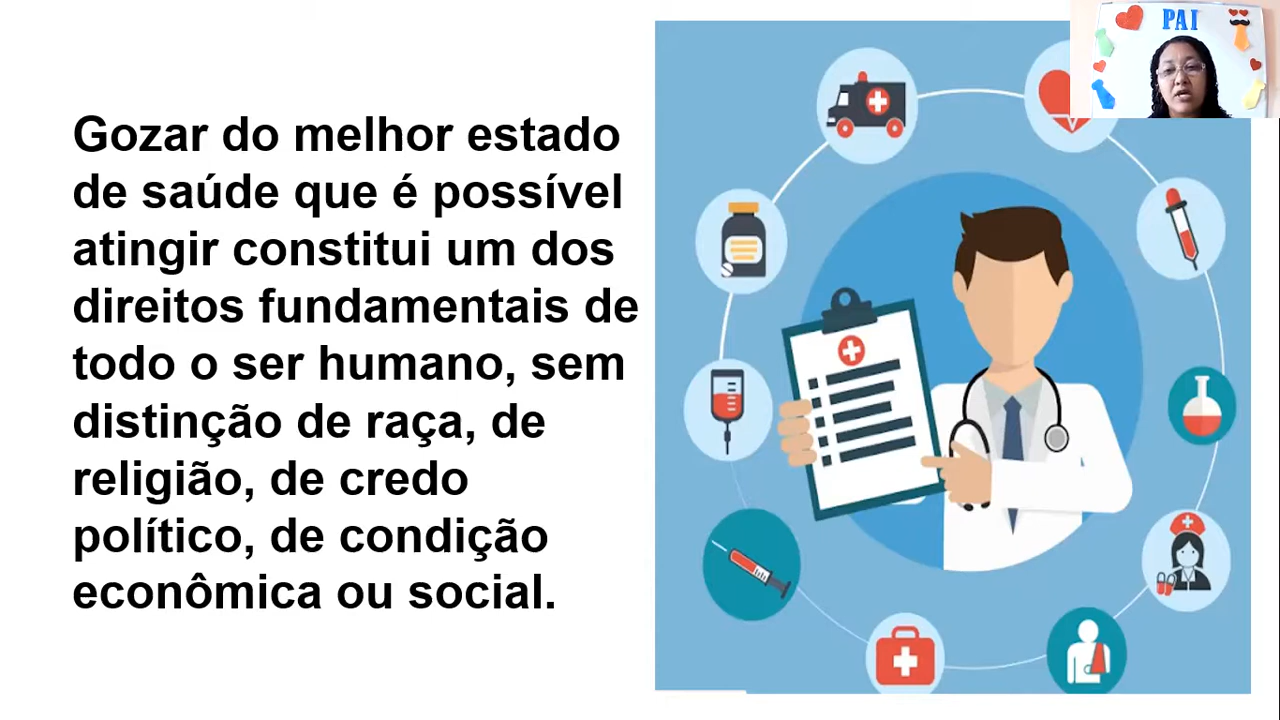 Gozar do melhor estado
de saúde que é possível
atingir constitui um dos
direitos fundamentais de
todo o ser humano, sem
distinção de raça, de
religião, de credo
político, de condição
econômica ou social.
PAI